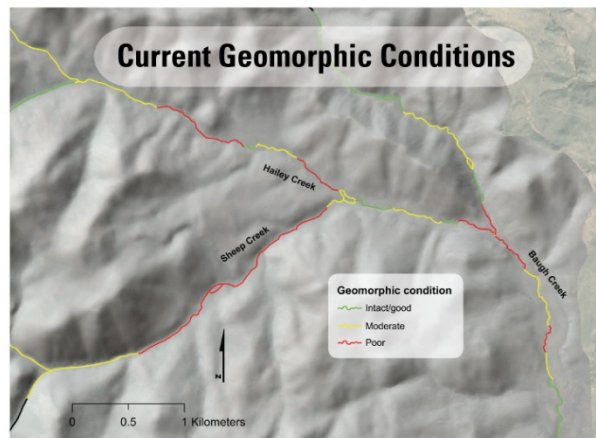 Current Geomorphic Conditions
Hailey Creek
Sheep Creek
Baugh Creek
Geomorphic condition
Intact/good
Moderate
Poor
N
0 0.5 1 Kilometers